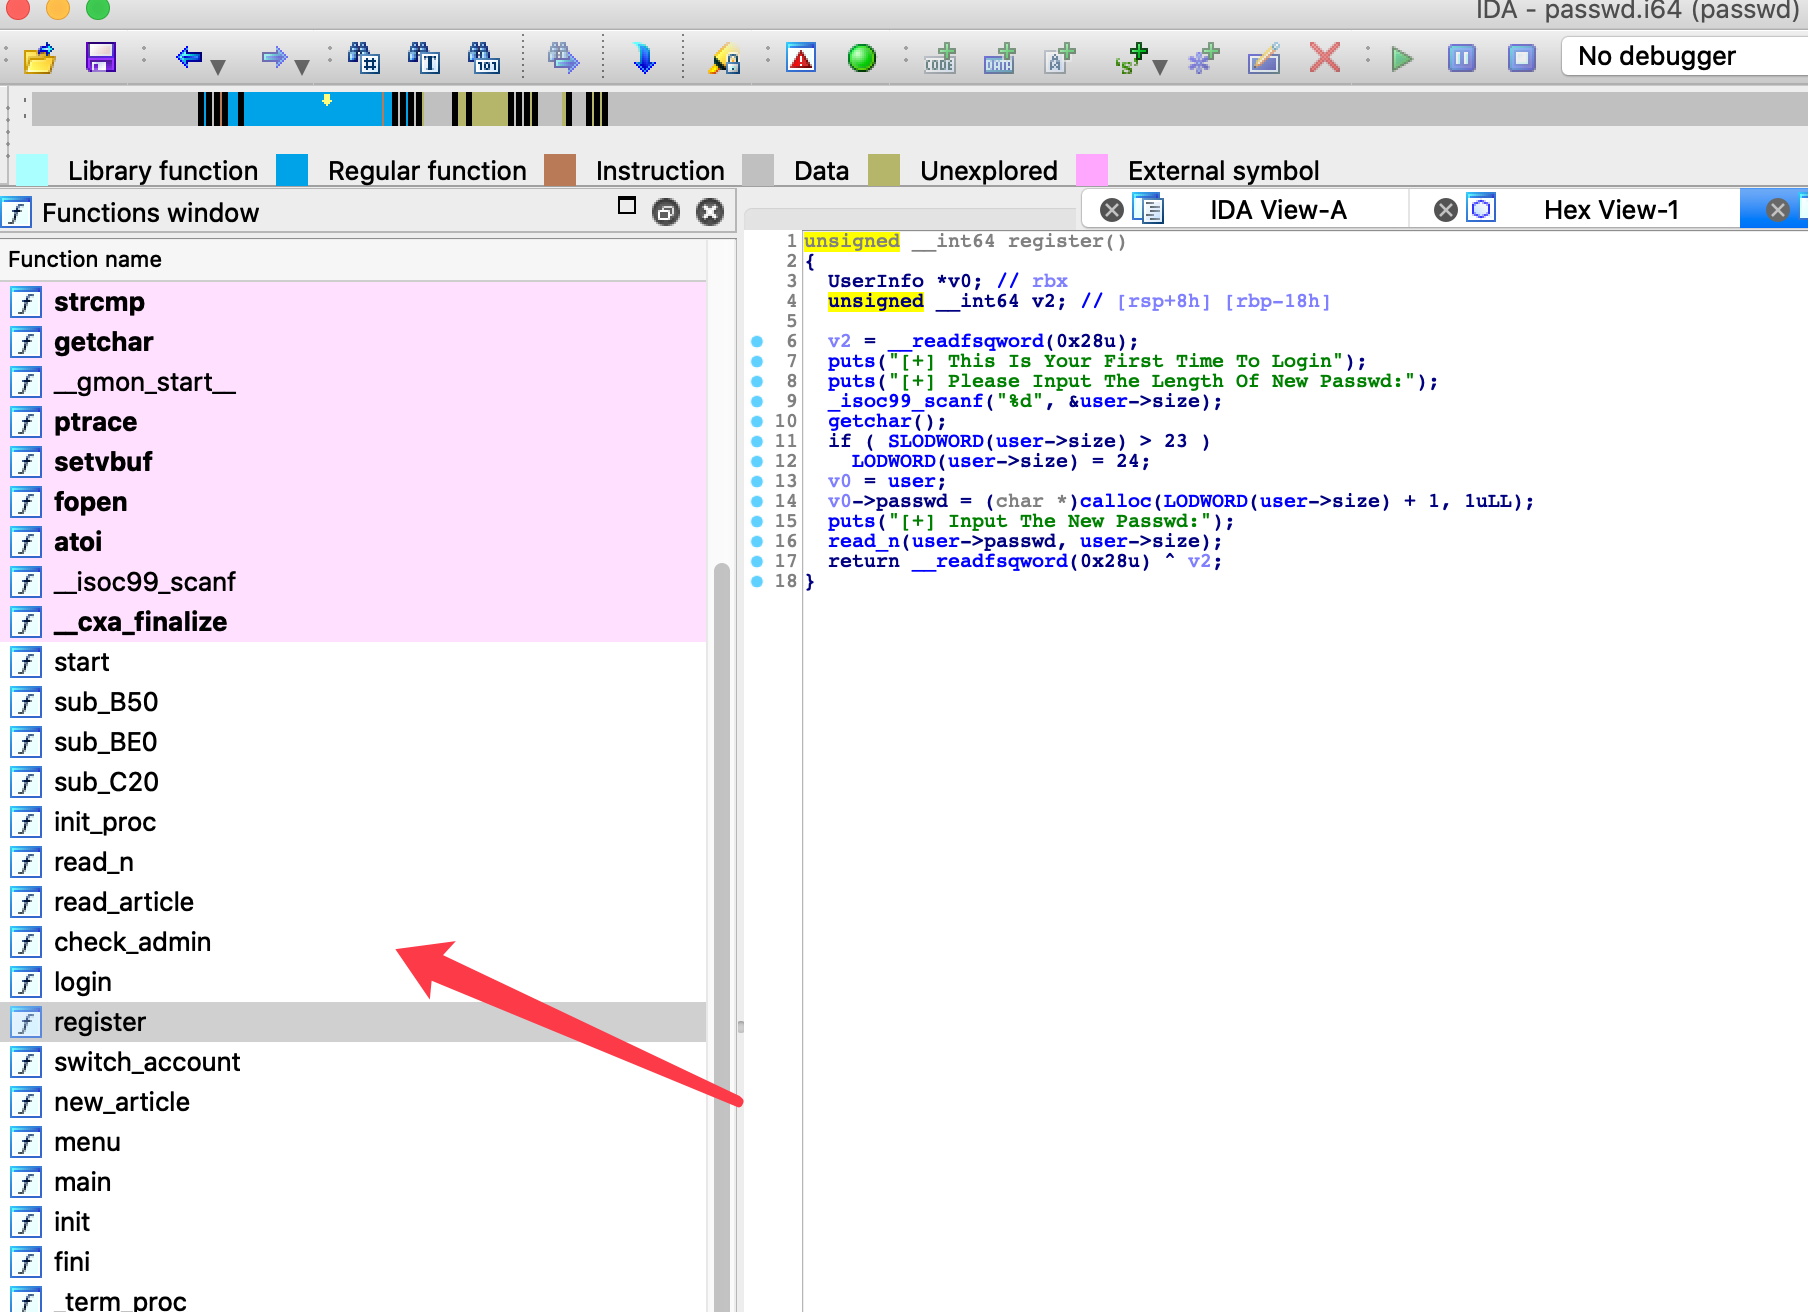 IDA - passwd.i64 (passwd)
No debugger
Library function Regular function Instruction Data Unexplored External symbol
Functions window
IDA View-A
Hex View-1
Function name
strcmp
getchar
__gmon_start__
ptrace
setvbuf
fopen
atoi
__isoc99_scanf
__cxa_finalize
start
sub_B50
sub_BE0
sub_C20
init_proc
read_n
read_article
check_admin
login
register
switch_account
new_article
menu
main
init
fini
_term_proc
1 unsigned __int64 register()
2 {
3 UserInfo *v0; // rbx
4 unsigned __int64 v2; // [rsp+8h] [rbp-18h]
5
6 v2 = __readfsqword(0x28u);
7 puts("[+] This Is Your First Time To Login");
8 puts("[+] Please Input The Length Of New Passwd:");
9 _isoc99_scanf("%d", &user->size);
10 getchar();
11 if ( SLODWORD(user->size) > 23 )
12 LODWORD(user->size) = 24;
13 v0 = user;
14 v0->passwd = (char *)calloc(LODWORD(user->size) + 1, 1uLL);
15 puts("[+] Input The New Passwd:");
16 read_n(user->passwd, user->size);
17 return __readfsqword(0x28u) ^ v2;
18 }